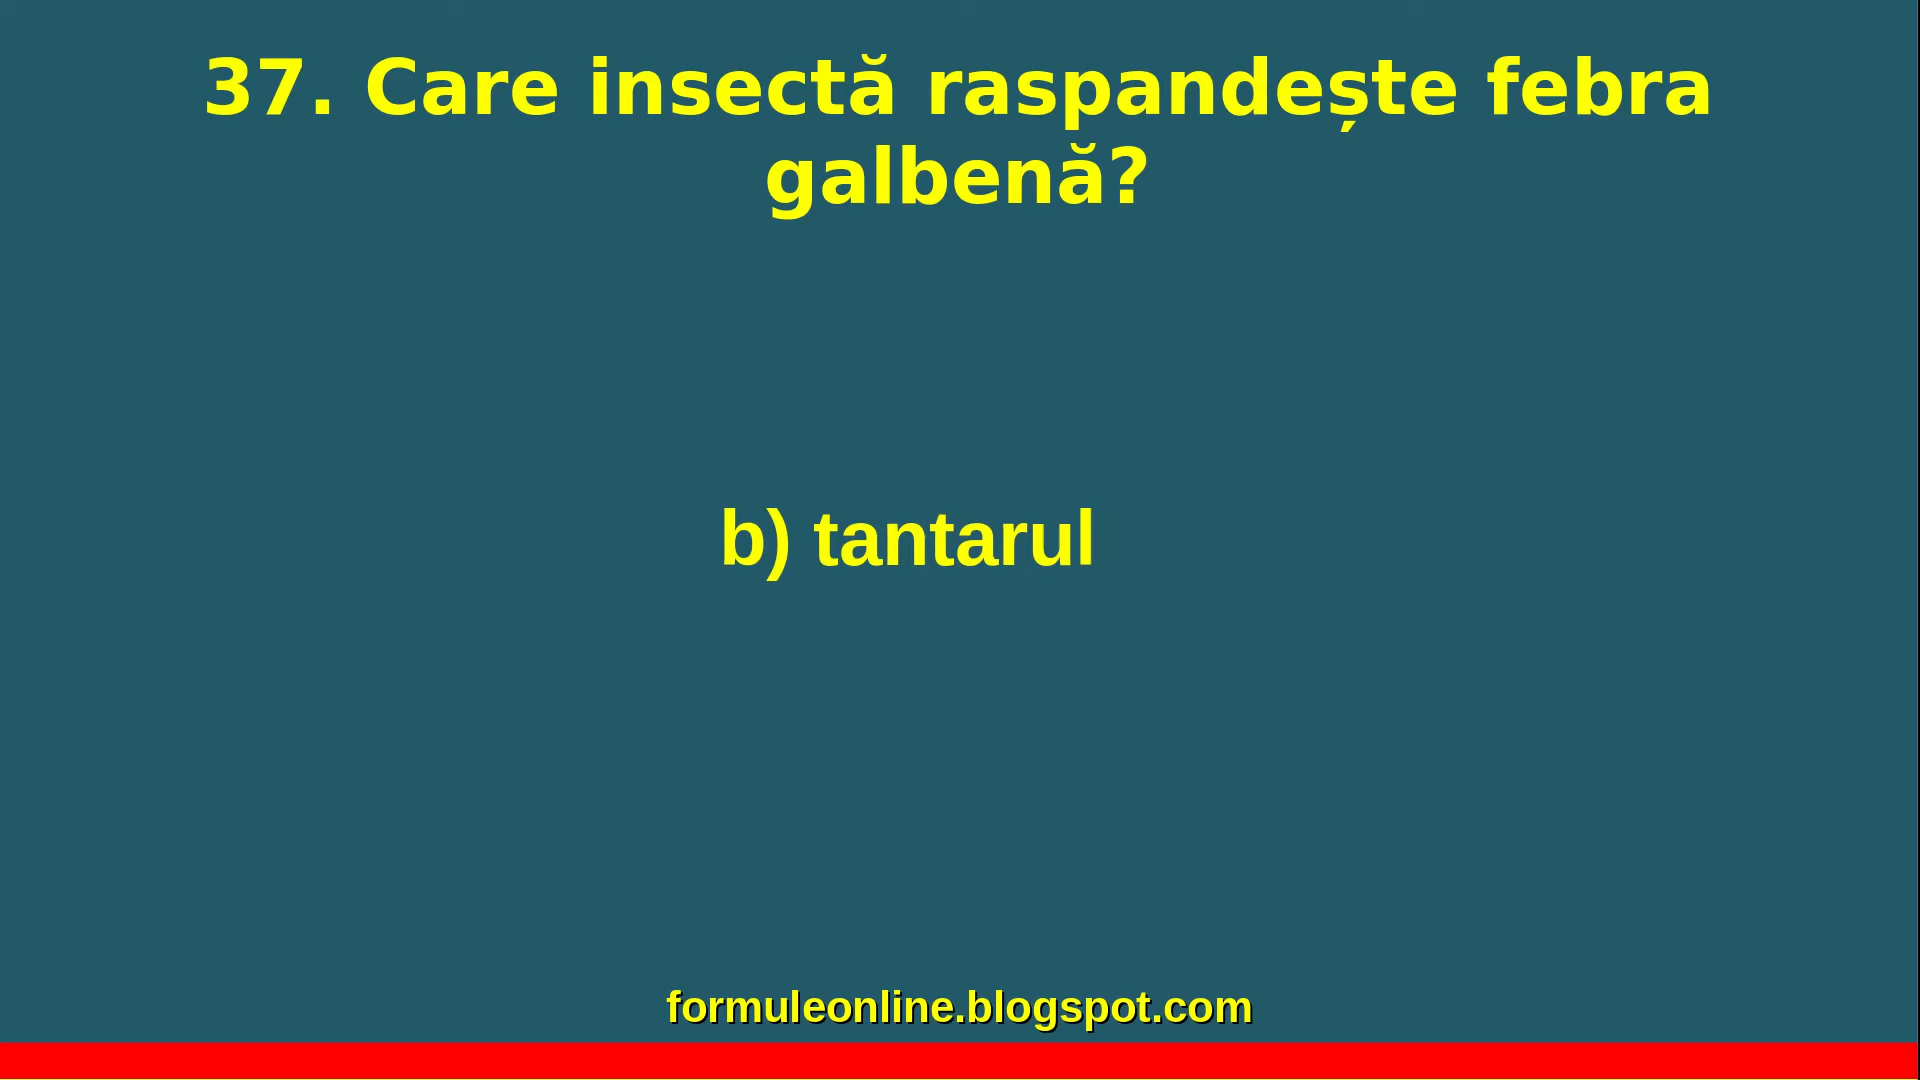 37. Care insectă raspandește febra
galbenă?
b) tantarul
formuleonline.blogspot.com